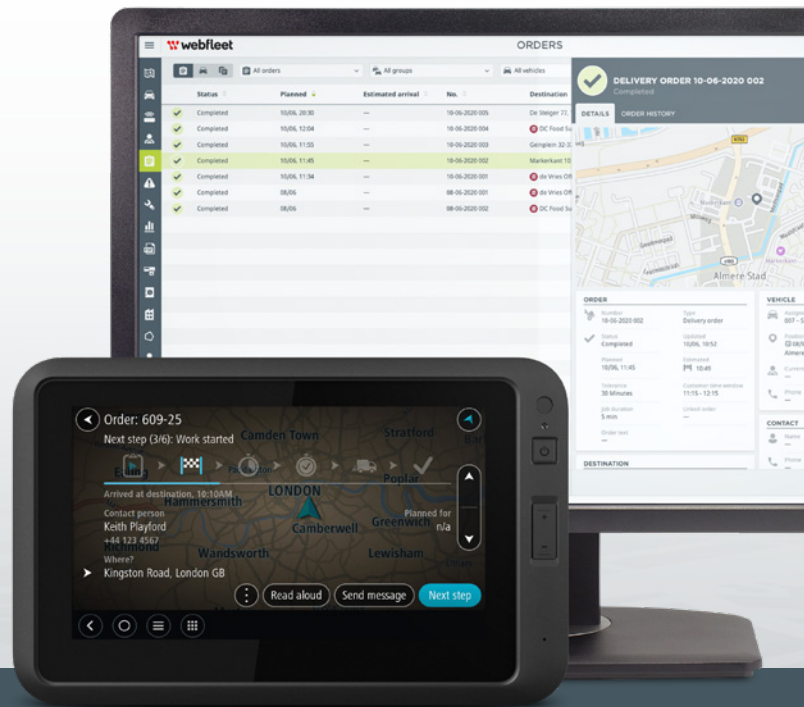 webfleet
ORDERS
All orders
All groups
All vehicles
Status Planned Estimated arrival No. Destination
Completed 10/06, 20:30 — 10-06-2020 005 De Steiger 77,
Completed 10/06, 12:04 — 10-06-2020 004 DC Food Su
Completed 10/06, 11:55 — 10-06-2020 003
Completed 10/06, 11:45 — 10-06-2020 002 Markerkant 10
Completed 10/06, 11:34 — 10-06-2020 001 de Vries Off
Completed 08/06 — 08-06-2020 001 de Vries Off
Completed 08/06 — 08-06-2020 002 DC Food Su
DELIVERY ORDER 10-06-2020 002
Completed
DETAILS ORDER HISTORY
Markerkant
Almere Stad
ORDER
Number
10-06-2020 002
Type
Delivery order
Status
Completed
Updated
10/06, 10:52
Planned
10/06, 11:45
Estimated
10:49
Tolerance
30 Minutes
Customer time window
11:15 - 12:15
Job duration
5 min
Linked order
—
Order text
—
DESTINATION
VEHICLE
007 - S
Position
Almere
Phone
—
CONTACT
Name
—
Phone
—
Order: 609-25
Next step (3/6): Work started
Camden Town
Stratford
Ealing
Poplar
Arrived at destination, 10:10AM
LONDON
Hammersmith
Contact person
Planned for
Keith Playford
n/a
Camberwell
Greenwich
+44 123 4567
Richmond
Wandsworth
Lewisham
Where?
Kingston Road, London GB
Read aloud
Send message
Next step